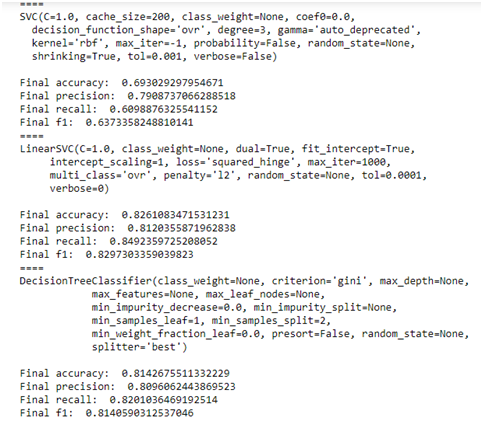 ====
SVC(C=1.0, cache_size=200, class_weight=None, coef0=0.0,
decision_function_shape='ovr', degree=3, gamma='auto_deprecated',
kernel='rbf', max_iter=-1, probability=False, random_state=None,
shrinking=True, tol=0.001, verbose=False)
Final accuracy: 0.693029297954671
Final precision: 0.7908737066288518
Final recall: 0.6098876325541152
Final f1: 0.6373358248810141
====
LinearSVC(C=1.0, class_weight=None, dual=True, fit_intercept=True,
intercept_scaling=1, loss='squared_hinge', max_iter=1000,
multi_class='ovr', penalty='l2', random_state=None, tol=0.0001,
verbose=0)
Final accuracy: 0.8261083471531231
Final precision: 0.8120355871962838
Final recall: 0.8492359725208052
Final f1: 0.8297303359039823
====
DecisionTreeClassifier(class_weight=None, criterion='gini', max_depth=None,
max_features=None, max_leaf_nodes=None,
min_impurity_decrease=0.0, min_impurity_split=None,
min_samples_leaf=1, min_samples_split=2,
min_weight_fraction_leaf=0.0, presort=False, random_state=None,
splitter='best')
Final accuracy: 0.8142675511332229
Final precision: 0.8096062443869523
Final recall: 0.8201036469192514
Final f1: 0.8140590312537046